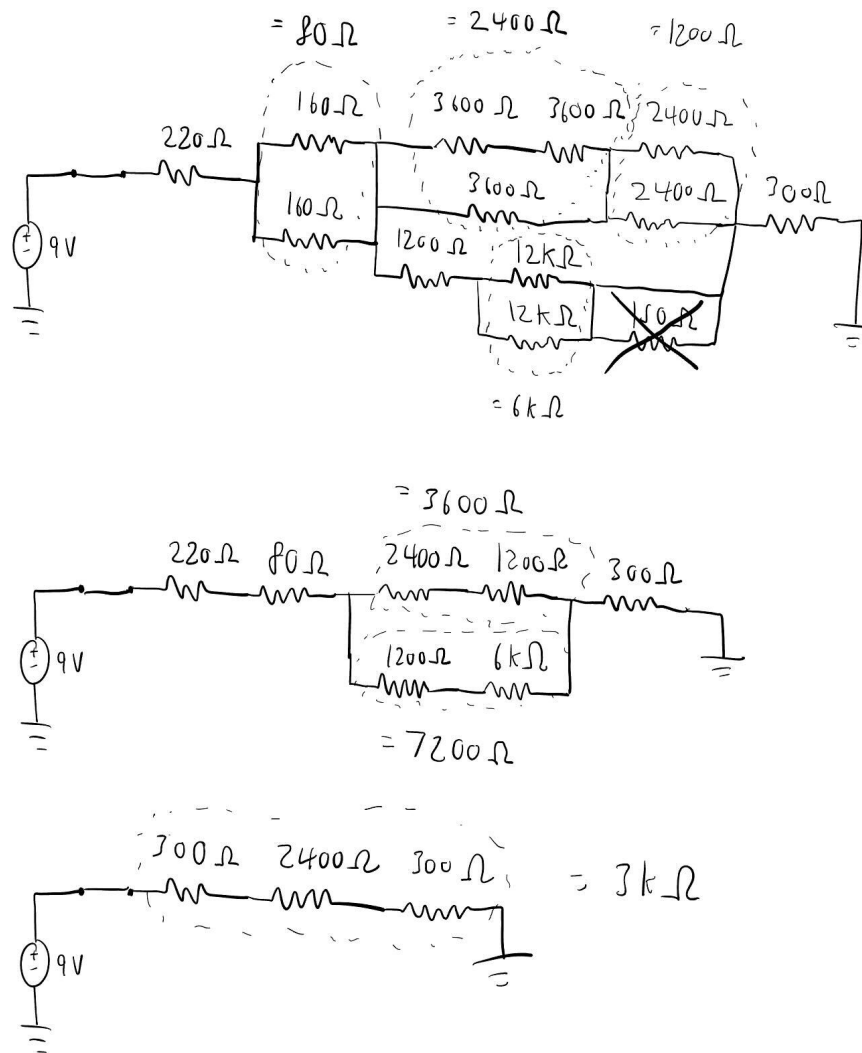 = 80Ω = 2400Ω = 1200Ω
160Ω 3600Ω 3600Ω 2400Ω
220Ω
160Ω 3600Ω 2400Ω 300Ω
9V 1200Ω 12kΩ
12kΩ 150Ω
= 6kΩ
= 3600Ω
220Ω 80Ω 2400Ω 1200Ω 300Ω
9V 1200Ω 6kΩ
= 7200Ω
300Ω 2400Ω 300Ω = 3kΩ
9V